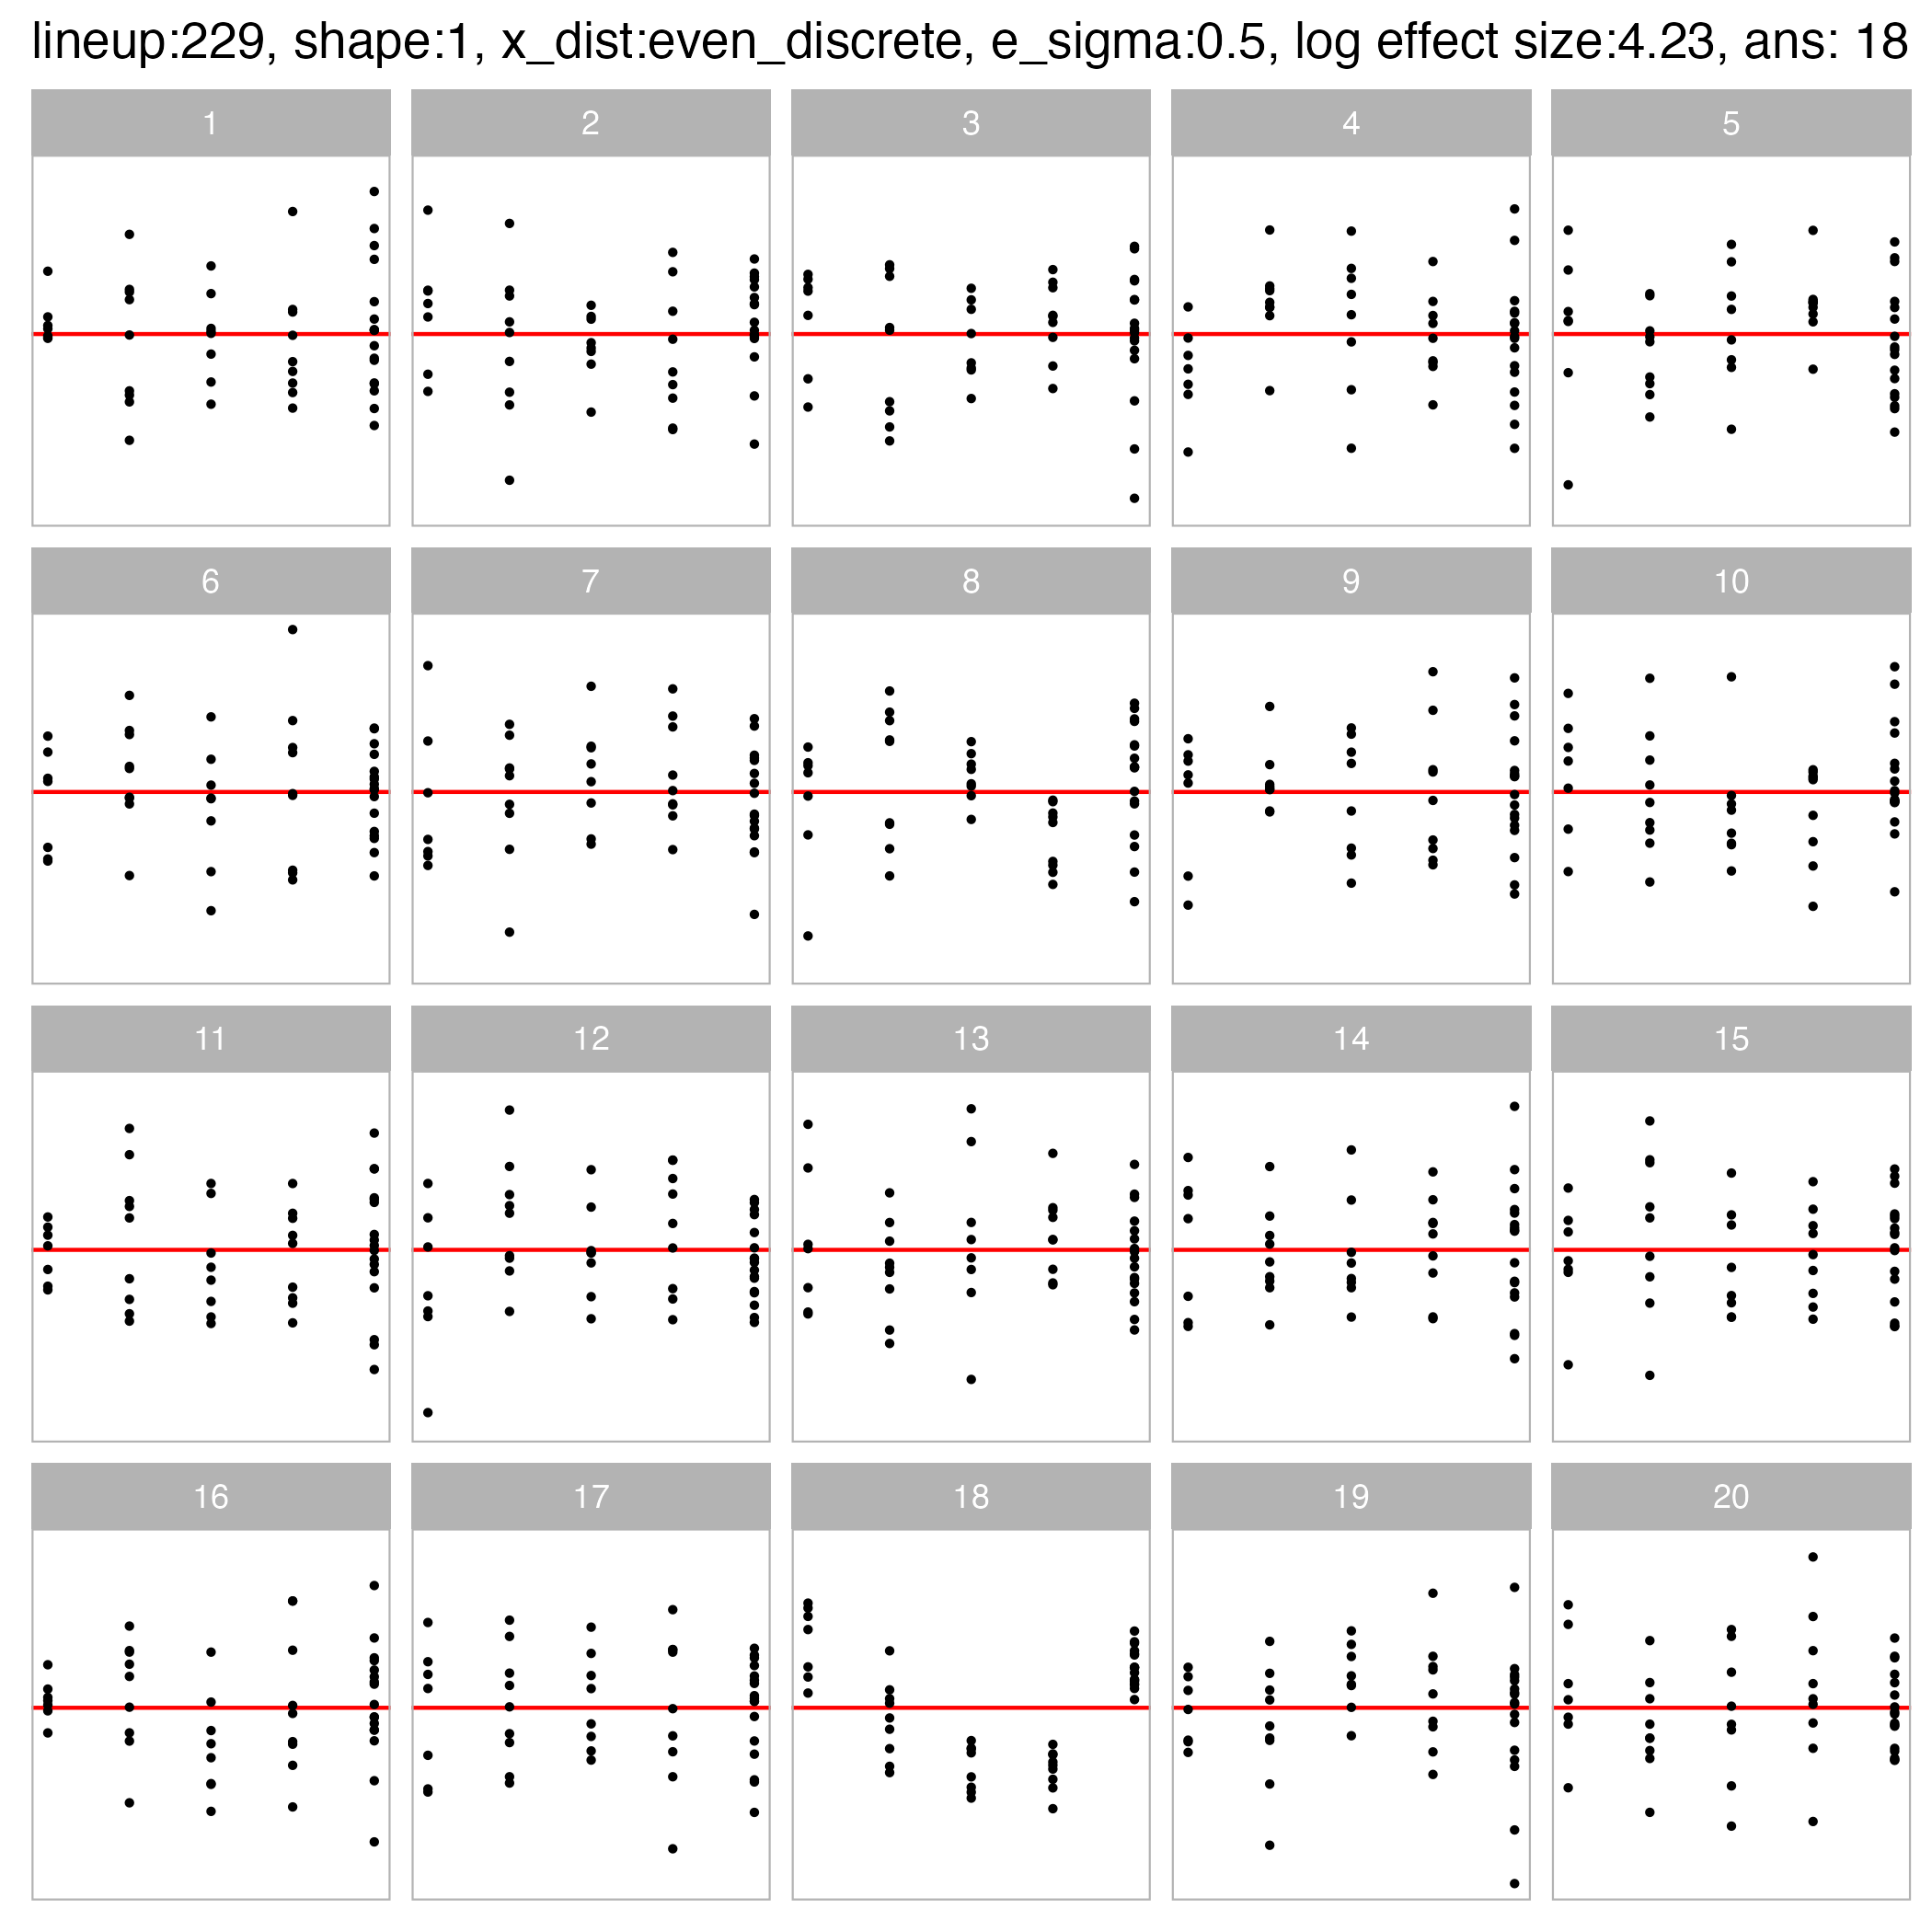 lineup:229, shape:1, x_dist:even_discrete, e_sigma:0.5, log effect size:4.23, ans: 18
1 2 3 4 5
6 7 8 9 10
11 12 13 14 15
16 17 18 19 20